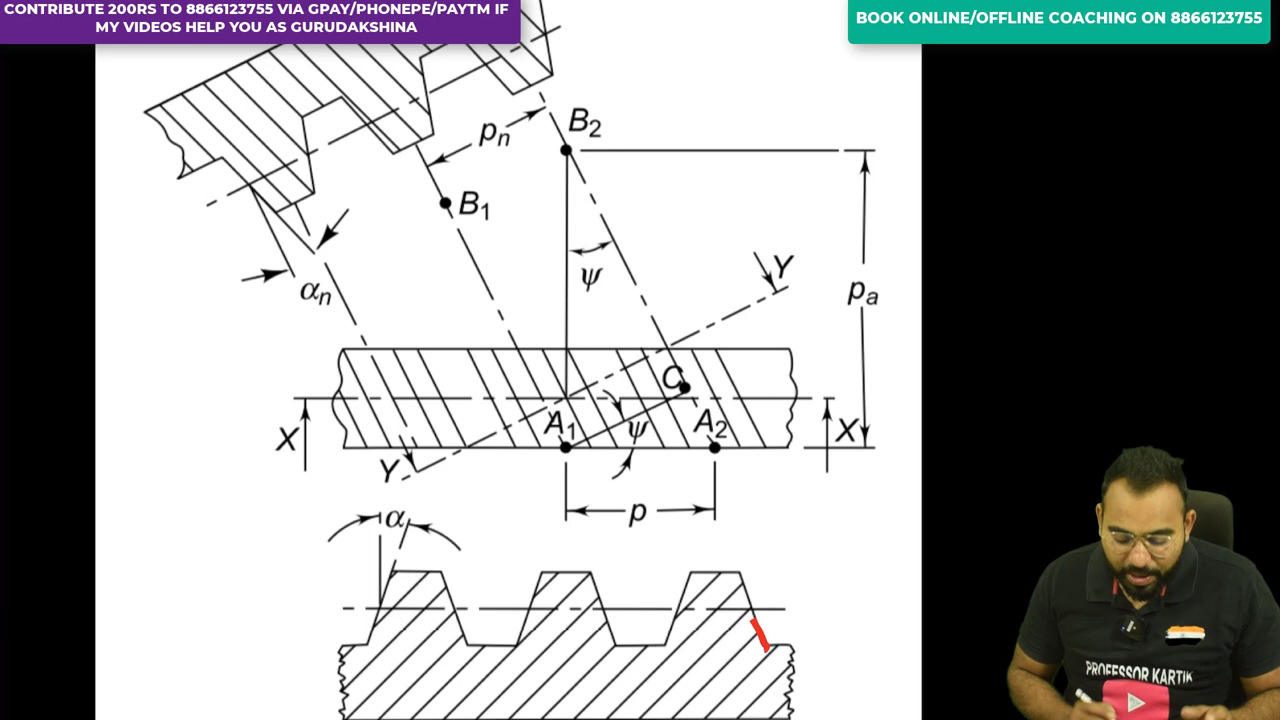 CONTRIBUTE 200RS TO 8866123755 VIA GPAY/PHONEPE/PAYTM IF
MY VIDEOS HELP YOU AS GURUDAKSHINA
BOOK ONLINE/OFFLINE COACHING ON 8866123755
pₙ
B₂
B₁
αₙ
ψ
Y
pₐ
C
X
A₁
ψ
A₂
X
Y
p
α
PROFESSOR KARTIK